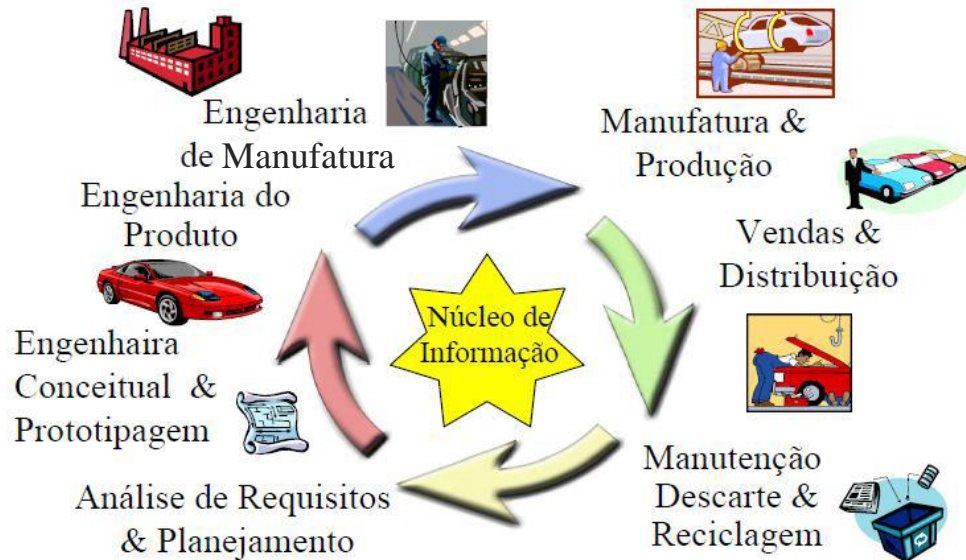 Engenharia
de Manufatura
Manufatura &
Produção
Engenharia do
Produto
Vendas &
Distribuição
Núcleo de
Informação
Engenhaira
Conceitual &
Prototipagem
Manutenção
Descarte &
Reciclagem
Análise de Requisitos
& Planejamento